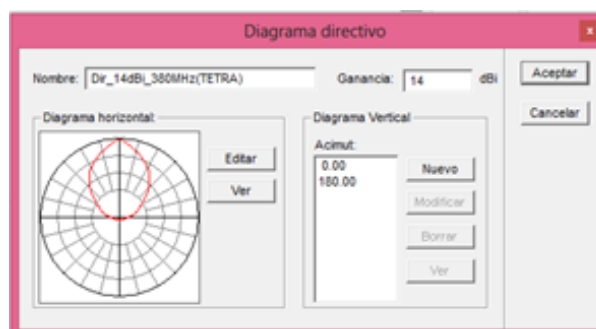 Diagrama directivo
x
Nombre: Dir_14dBi_380MHz(TETRA) Ganancia: 14 dBi
Aceptar
Cancelar
Diagrama horizontal:
Editar
Ver
Diagrama Vertical
Acimut:
0.00
180.00
Nuevo
Modificar
Borrar
Ver